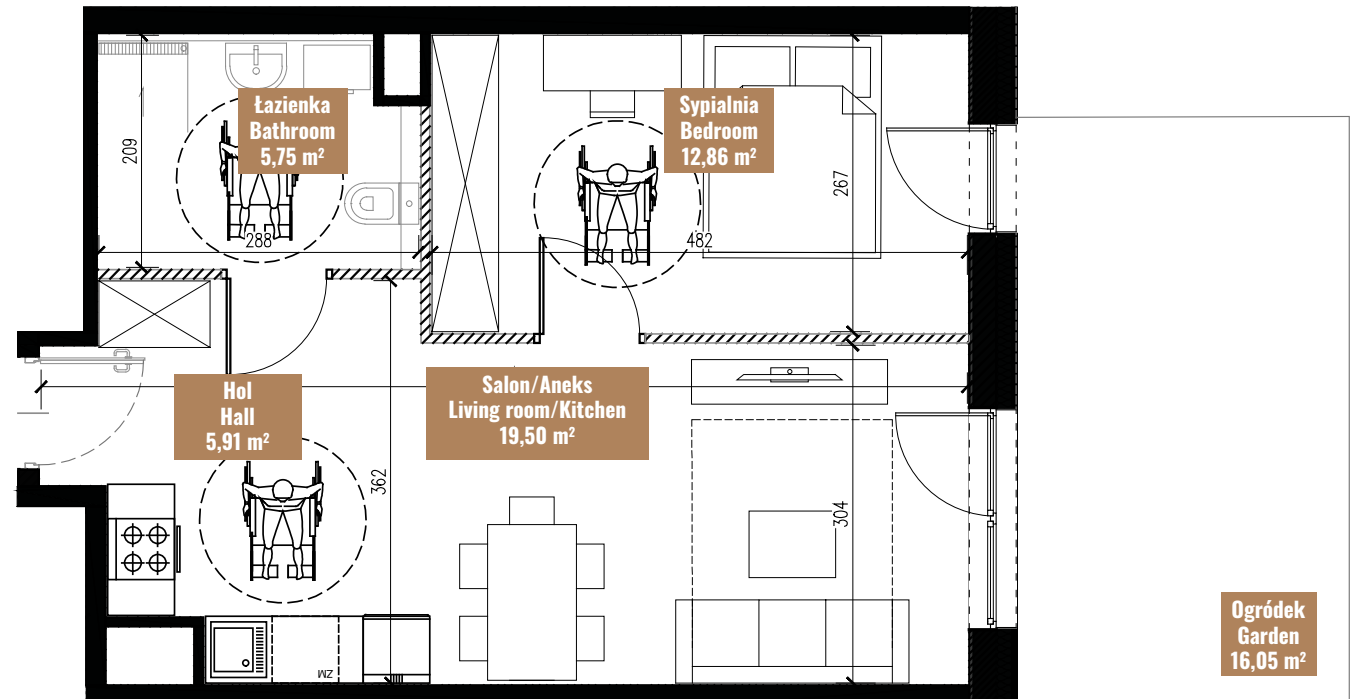 Łazienka
Bathroom
5,75 m²
Sypialnia
Bedroom
12,86 m²
209
267
288
482
Hol
Hall
5,91 m²
Salon/Aneks
Living room/Kitchen
19,50 m²
362
304
ZM
Ogródek
Garden
16,05 m²